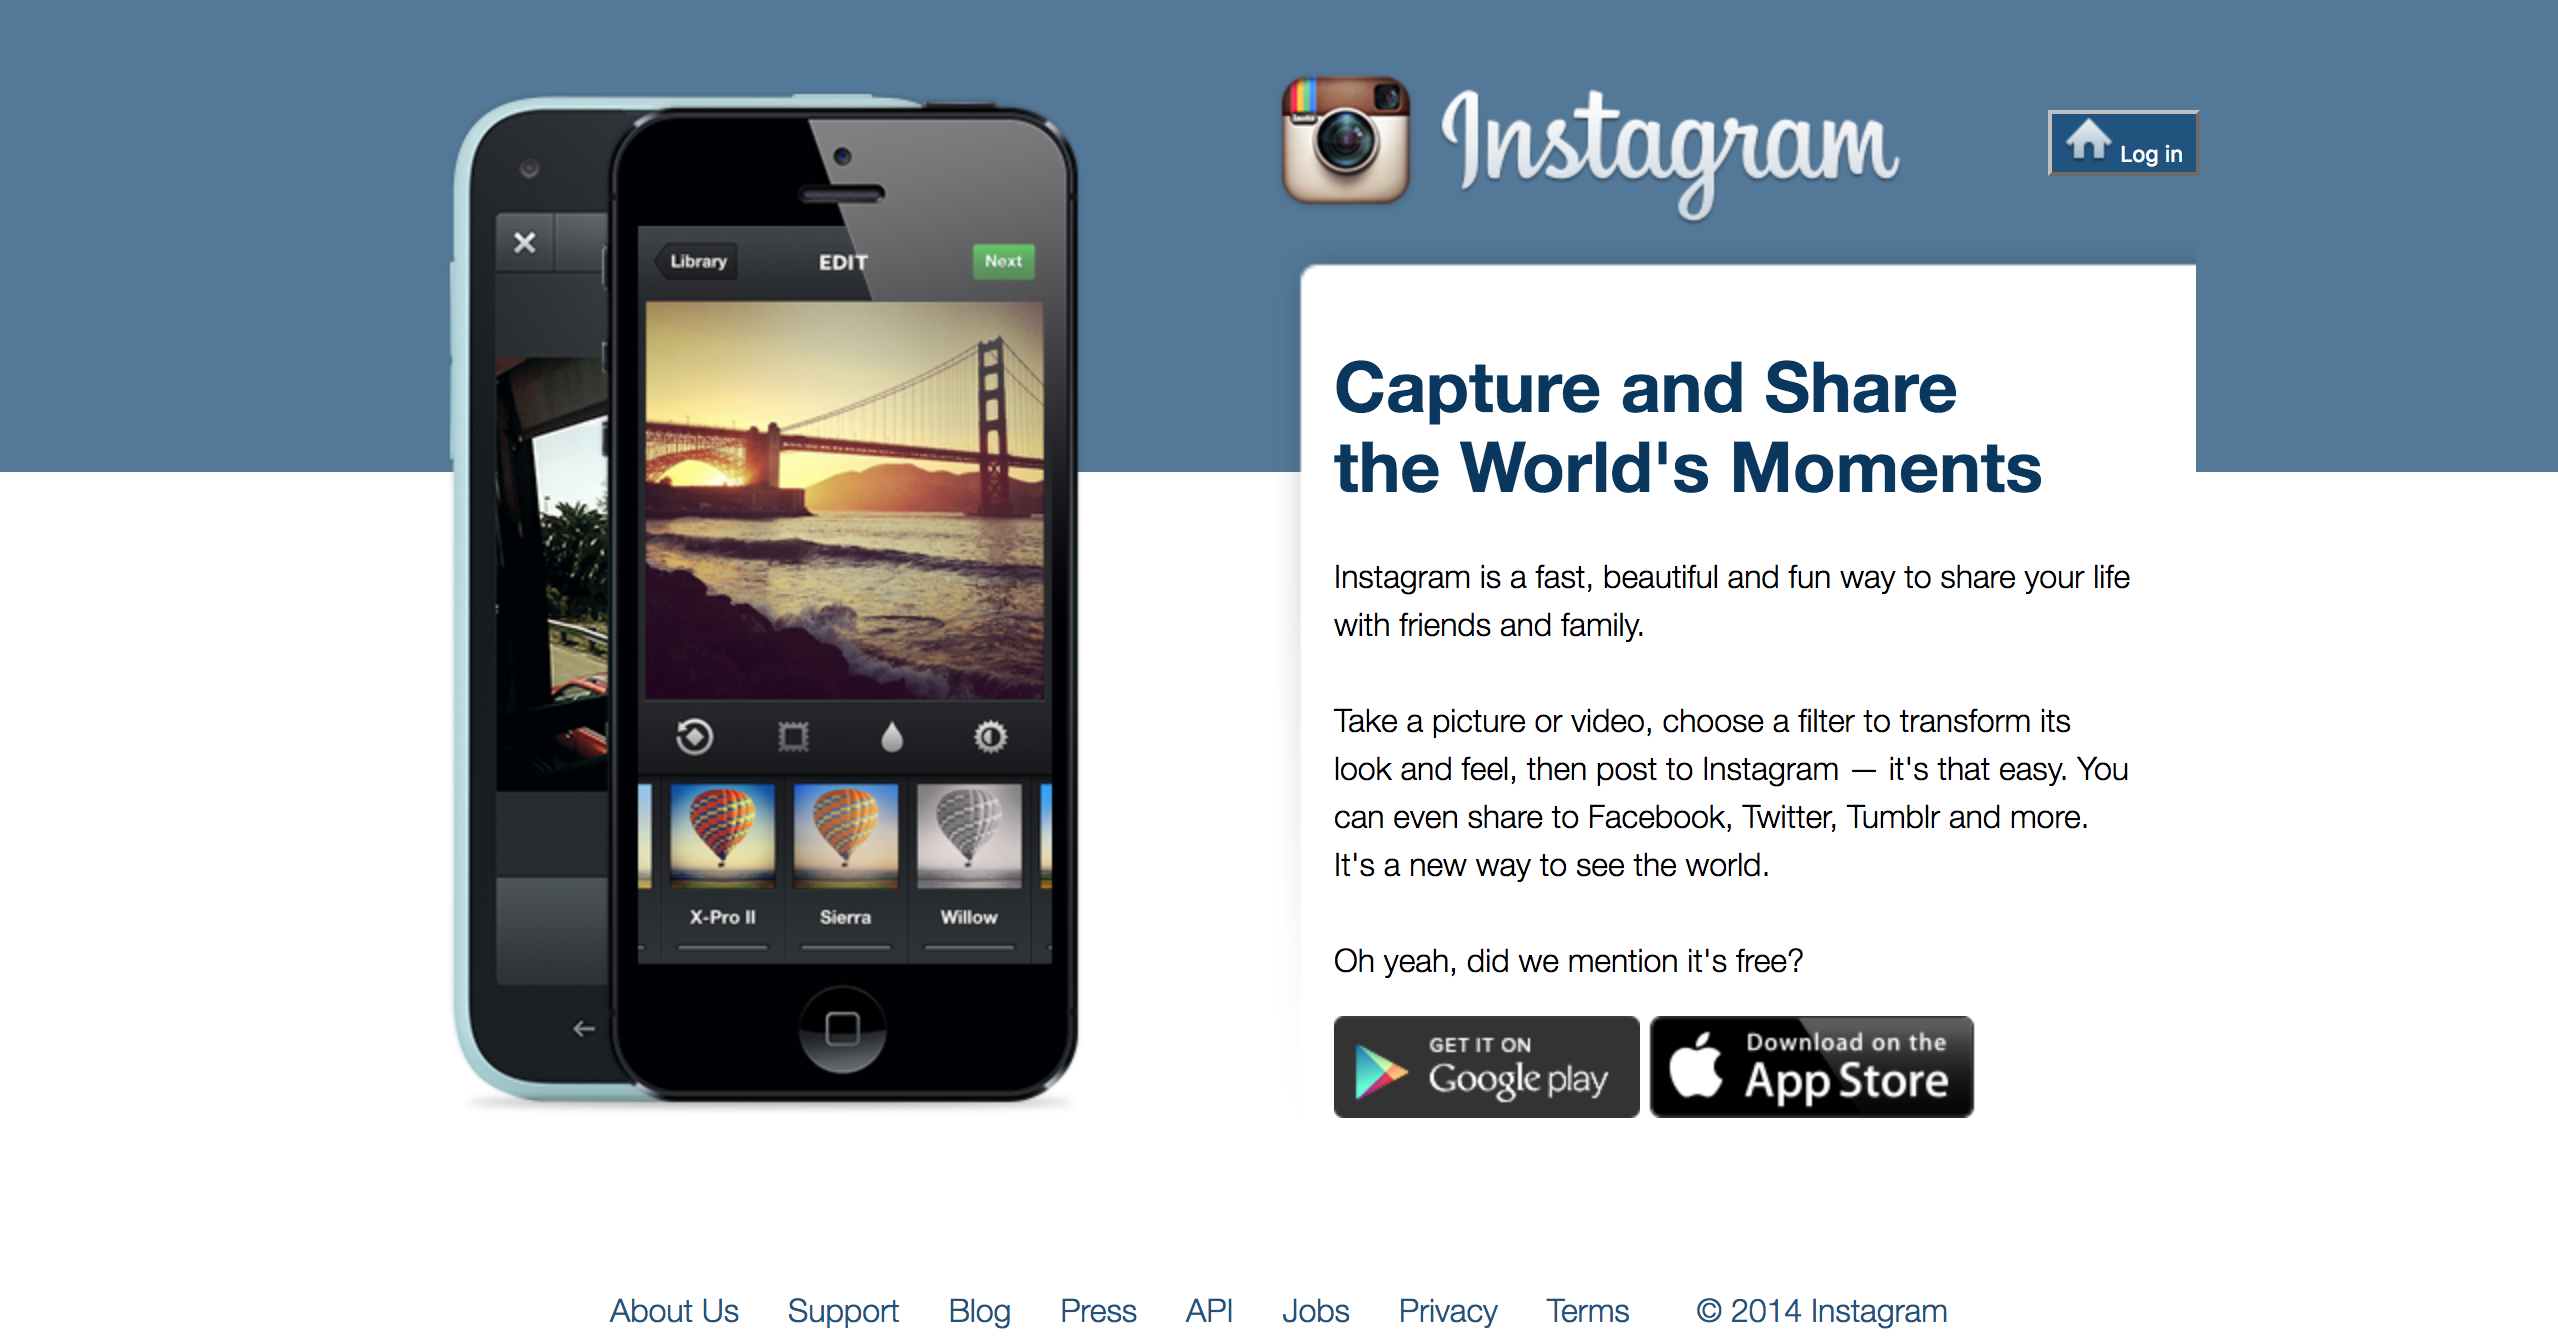 Instagram
Log in
Library
EDIT
Next
X-Pro II
Sierra
Willow
Capture and Share
the World's Moments
Instagram is a fast, beautiful and fun way to share your life
with friends and family.
Take a picture or video, choose a filter to transform its
look and feel, then post to Instagram — it's that easy. You
can even share to Facebook, Twitter, Tumblr and more.
It's a new way to see the world.
Oh yeah, did we mention it's free?
GET IT ON
Google play
Download on the
App Store
About Us
Support
Blog
Press
API
Jobs
Privacy
Terms
© 2014 Instagram